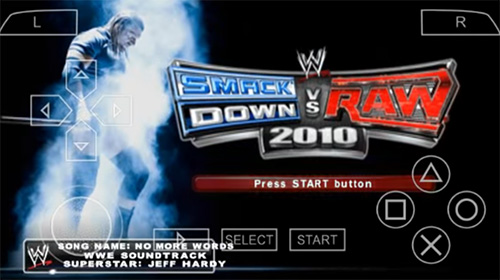 L
R
W
SMACK
DOWN
VS
RAW
2010
Press START button
SELECT
START
SONG NAME: NO MORE WORDS
WWE SOUNDTRACK
SUPERSTAR: JEFF HARDY
W